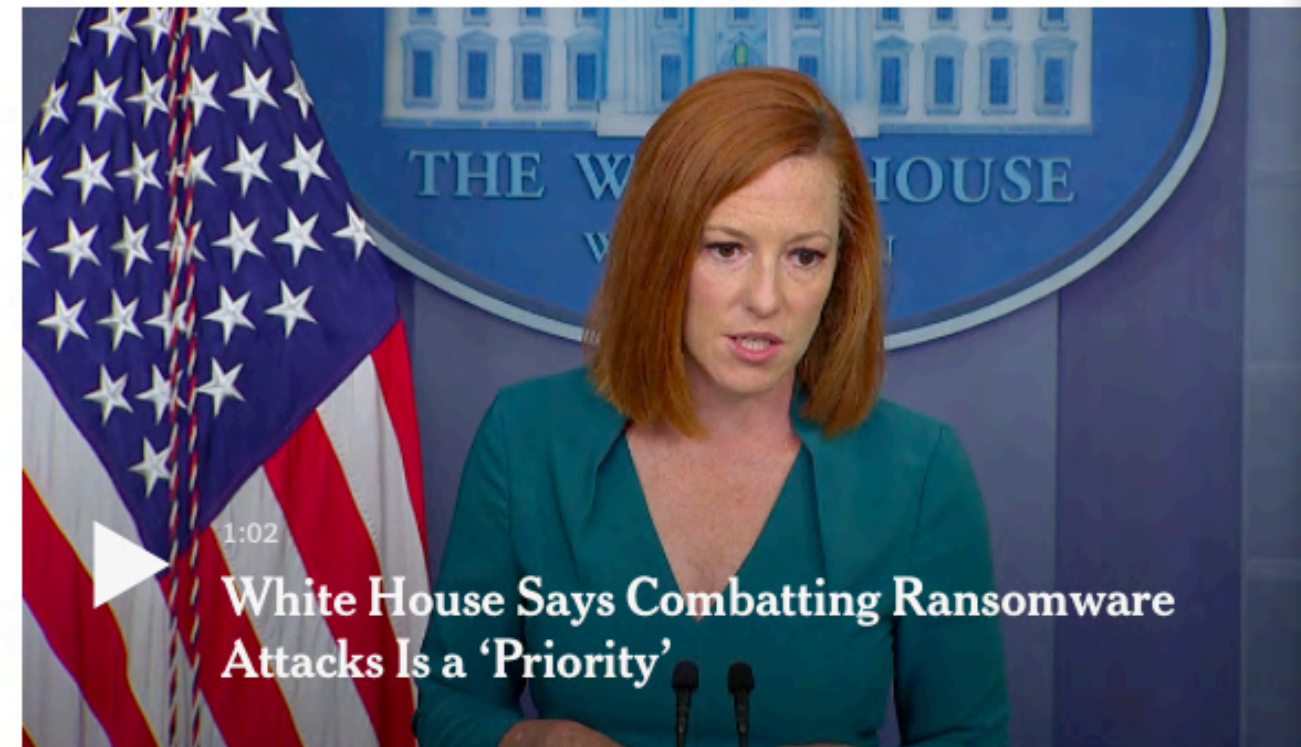 THE W HOUSE
W N
1:02
White House Says Combatting Ransomware
Attacks Is a ‘Priority’